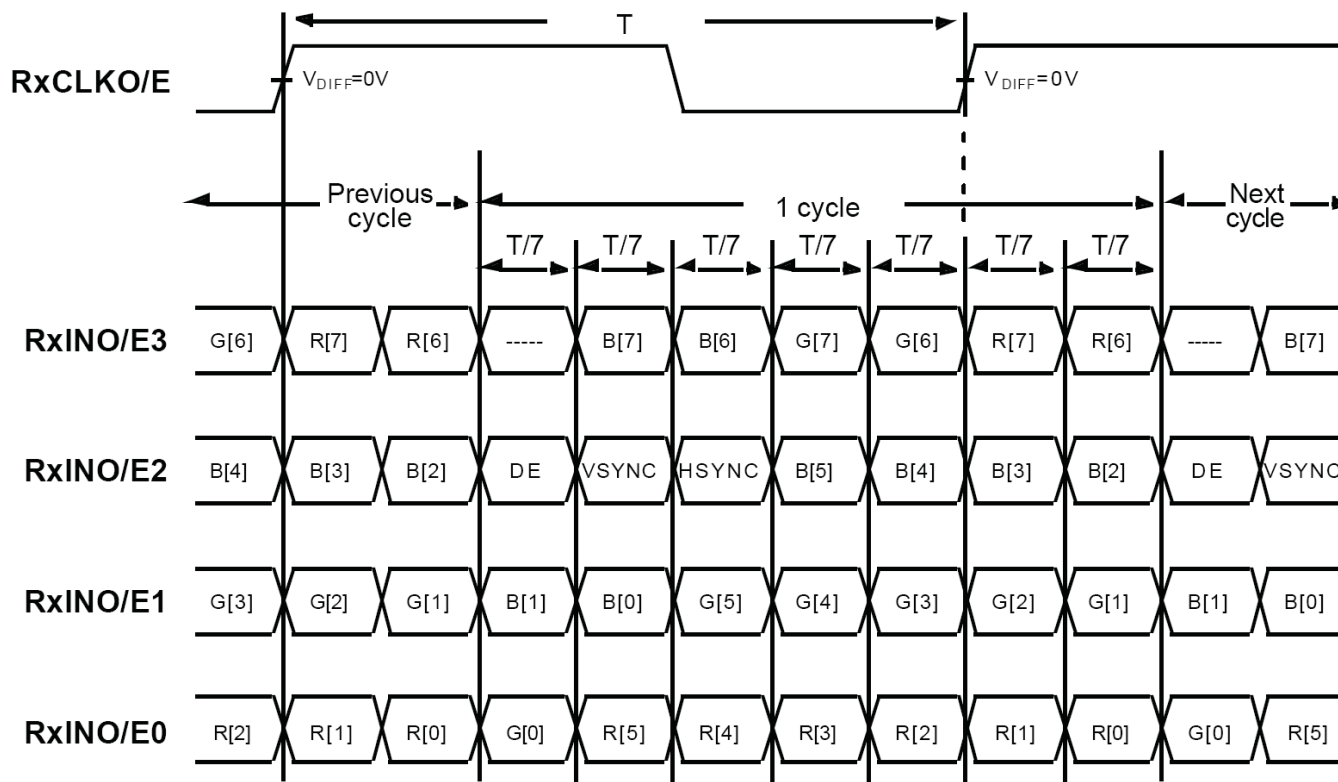 T
RxCLKO/E
VDIFF=0V VDIFF=0V
Previous cycle 1 cycle Next cycle
T/7 T/7 T/7 T/7 T/7 T/7 T/7
RxINO/E3 G[6] R[7] R[6] ----- B[7] B[6] G[7] G[6] R[7] R[6] ----- B[7]
RxINO/E2 B[4] B[3] B[2] DE VSYNC HSYNC B[5] B[4] B[3] B[2] DE VSYNC
RxINO/E1 G[3] G[2] G[1] B[1] B[0] G[5] G[4] G[3] G[2] G[1] B[1] B[0]
RxINO/E0 R[2] R[1] R[0] G[0] R[5] R[4] R[3] R[2] R[1] R[0] G[0] R[5]